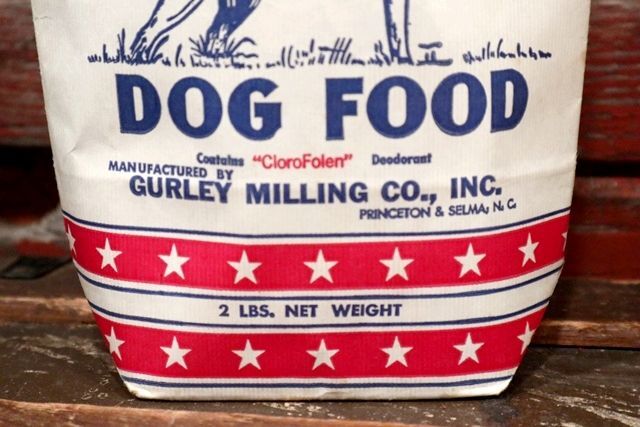 DOG FOOD
Contains "CloroFolen" Deodorant
MANUFACTURED BY
GURLEY MILLING CO., INC.
PRINCETON & SELMA, N. C.
2 LBS. NET WEIGHT